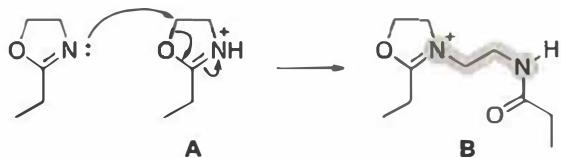 O N: O + NH O N + N H O
A B